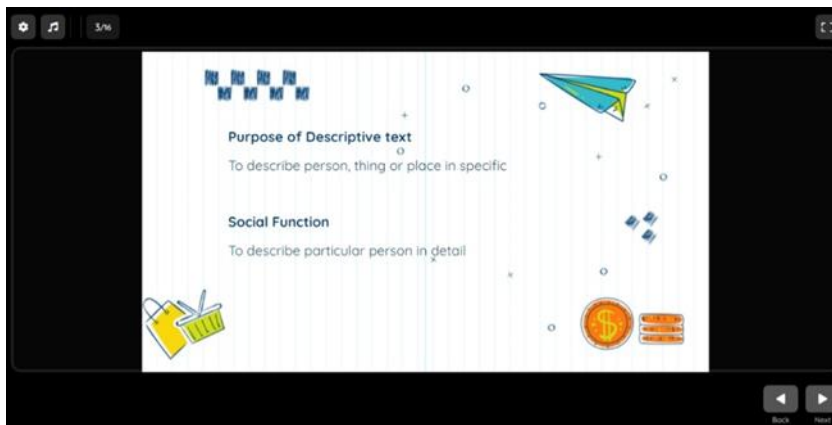 3/16
Purpose of Descriptive text
To describe person, thing or place in specific
Social Function
To describe particular person in detail
$
Back
Next